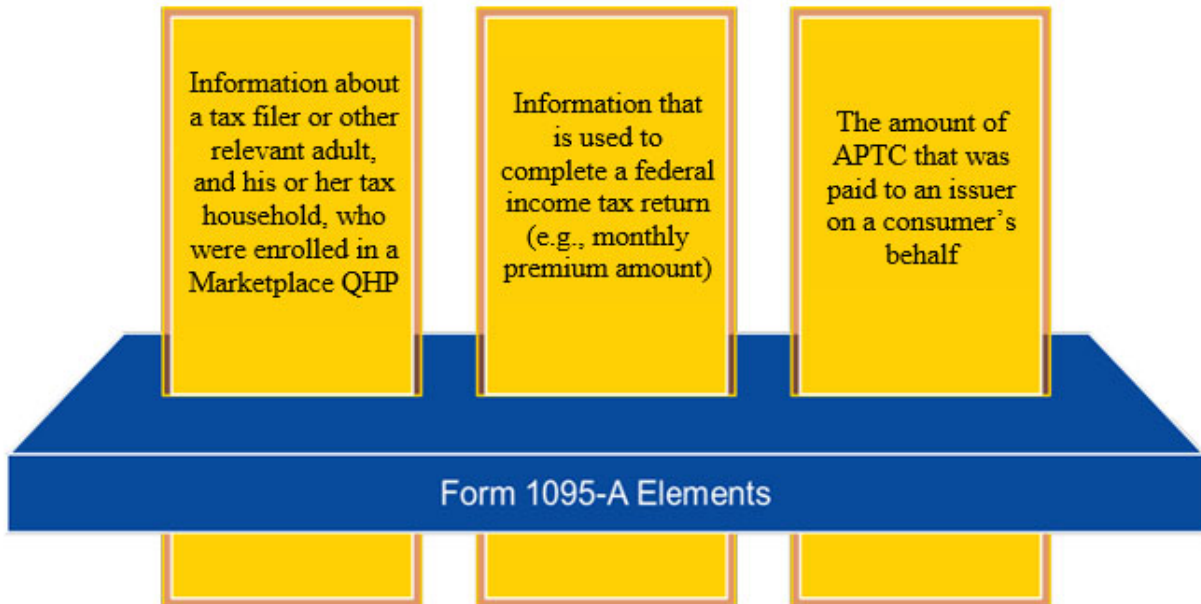 Information about
a tax filer or other
relevant adult,
and his or her tax
household, who
were enrolled in a
Marketplace QHP
Information that
is used to
complete a federal
income tax return
(e.g., monthly
premium amount)
The amount of
APTC that was
paid to an issuer
on a consumer’s
behalf
Form 1095-A Elements